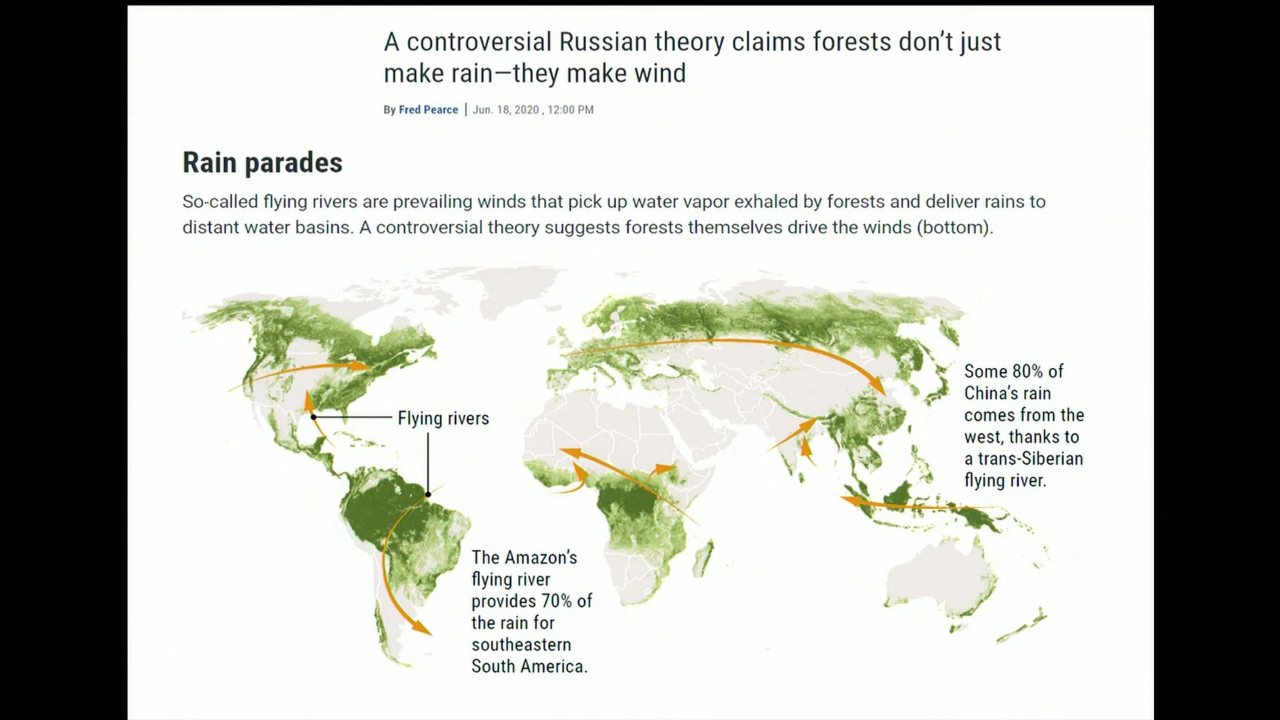 A controversial Russian theory claims forests don’t just
make rain—they make wind
By Fred Pearce | Jun. 18, 2020 , 12:00 PM
Rain parades
So-called flying rivers are prevailing winds that pick up water vapor exhaled by forests and deliver rains to
distant water basins. A controversial theory suggests forests themselves drive the winds (bottom).
Flying rivers
Some 80% of
China’s rain
comes from the
west, thanks to
a trans-Siberian
flying river.
The Amazon’s
flying river
provides 70% of
the rain for
southeastern
South America.